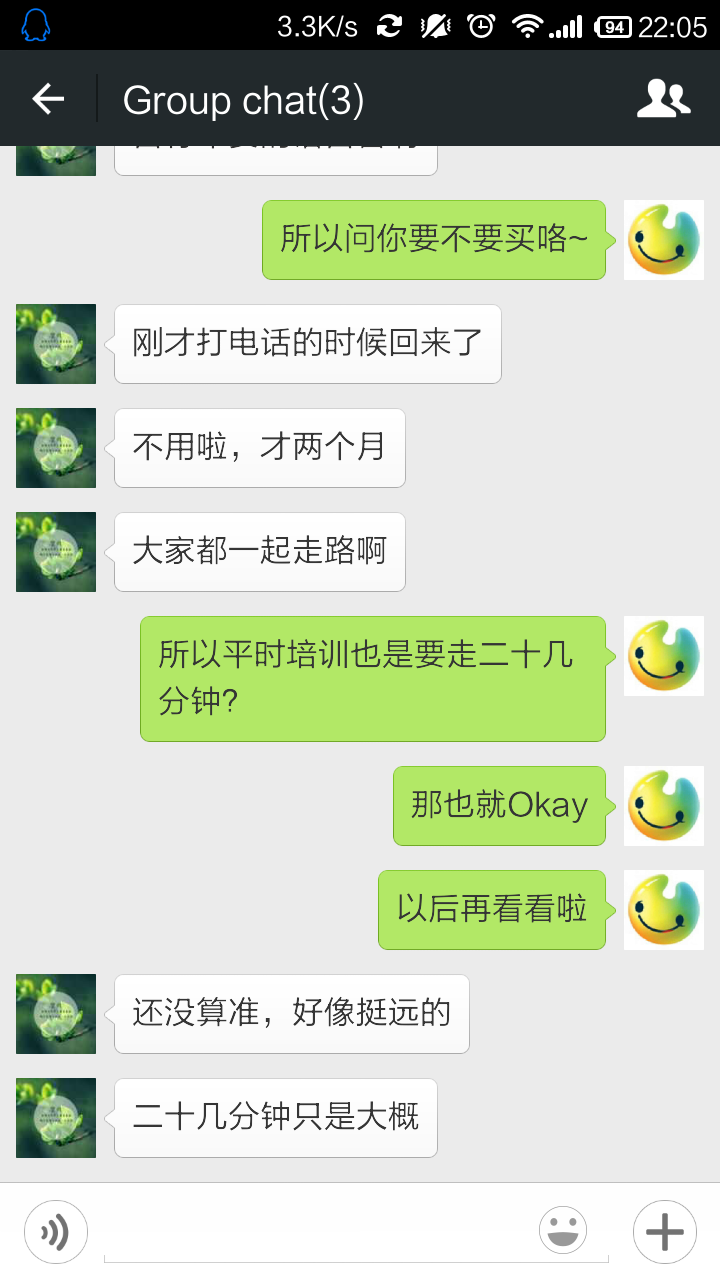 3.3K/s
94
22:05
Group chat(3)
所以问你要不要买咯~
刚才打电话的时候回来了
不用啦，才两个月
大家都一起走路啊
所以平时培训也是要走二十几
分钟?
那也就Okay
以后再看看啦
还没算准，好像挺远的
二十几分钟只是大概